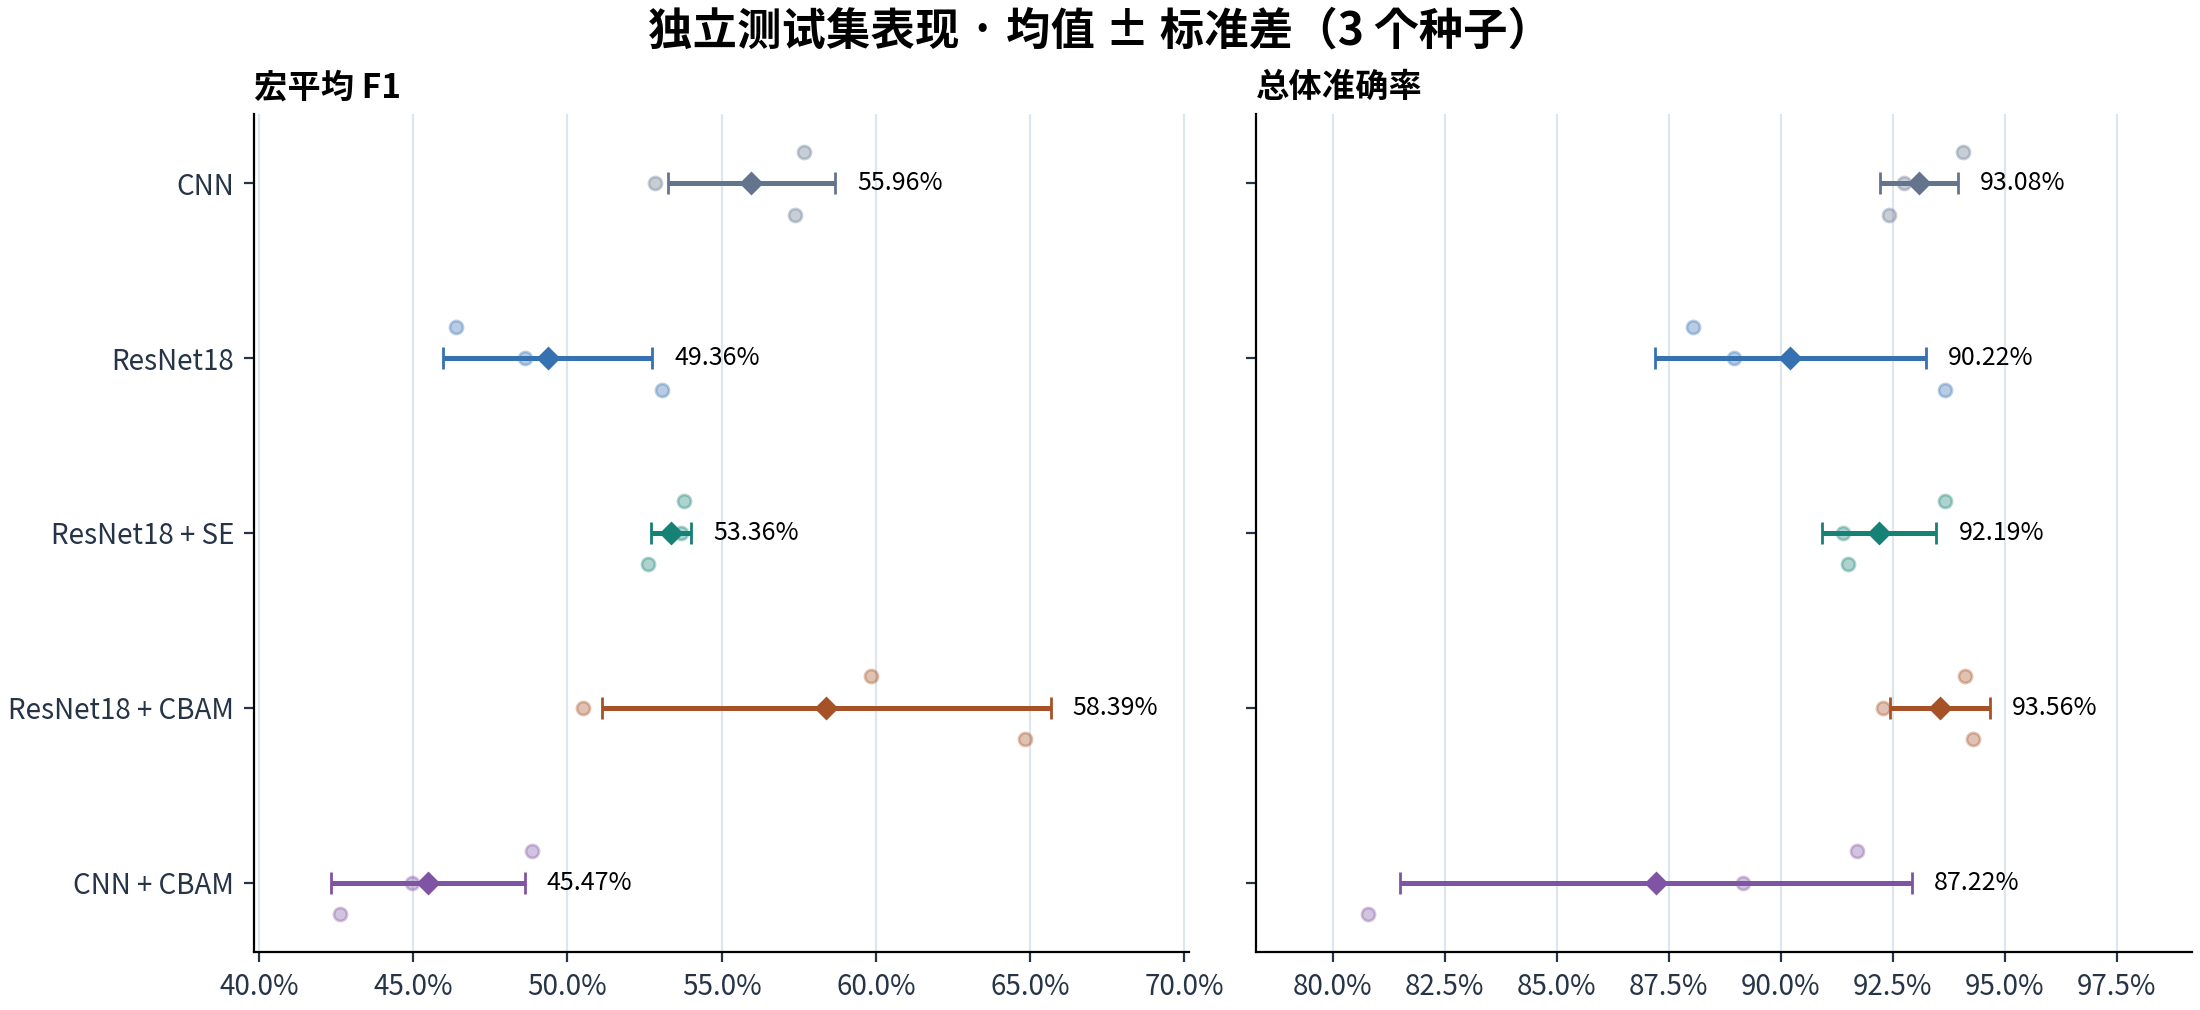 独立测试集表现 · 均值 ± 标准差（3 个种子）
宏平均 F1
总体准确率
CNN
55.96%
93.08%
ResNet18
49.36%
90.22%
ResNet18 + SE
53.36%
92.19%
ResNet18 + CBAM
58.39%
93.56%
CNN + CBAM
45.47%
87.22%
40.0% 45.0% 50.0% 55.0% 60.0% 65.0% 70.0%
80.0% 82.5% 85.0% 87.5% 90.0% 92.5% 95.0% 97.5%